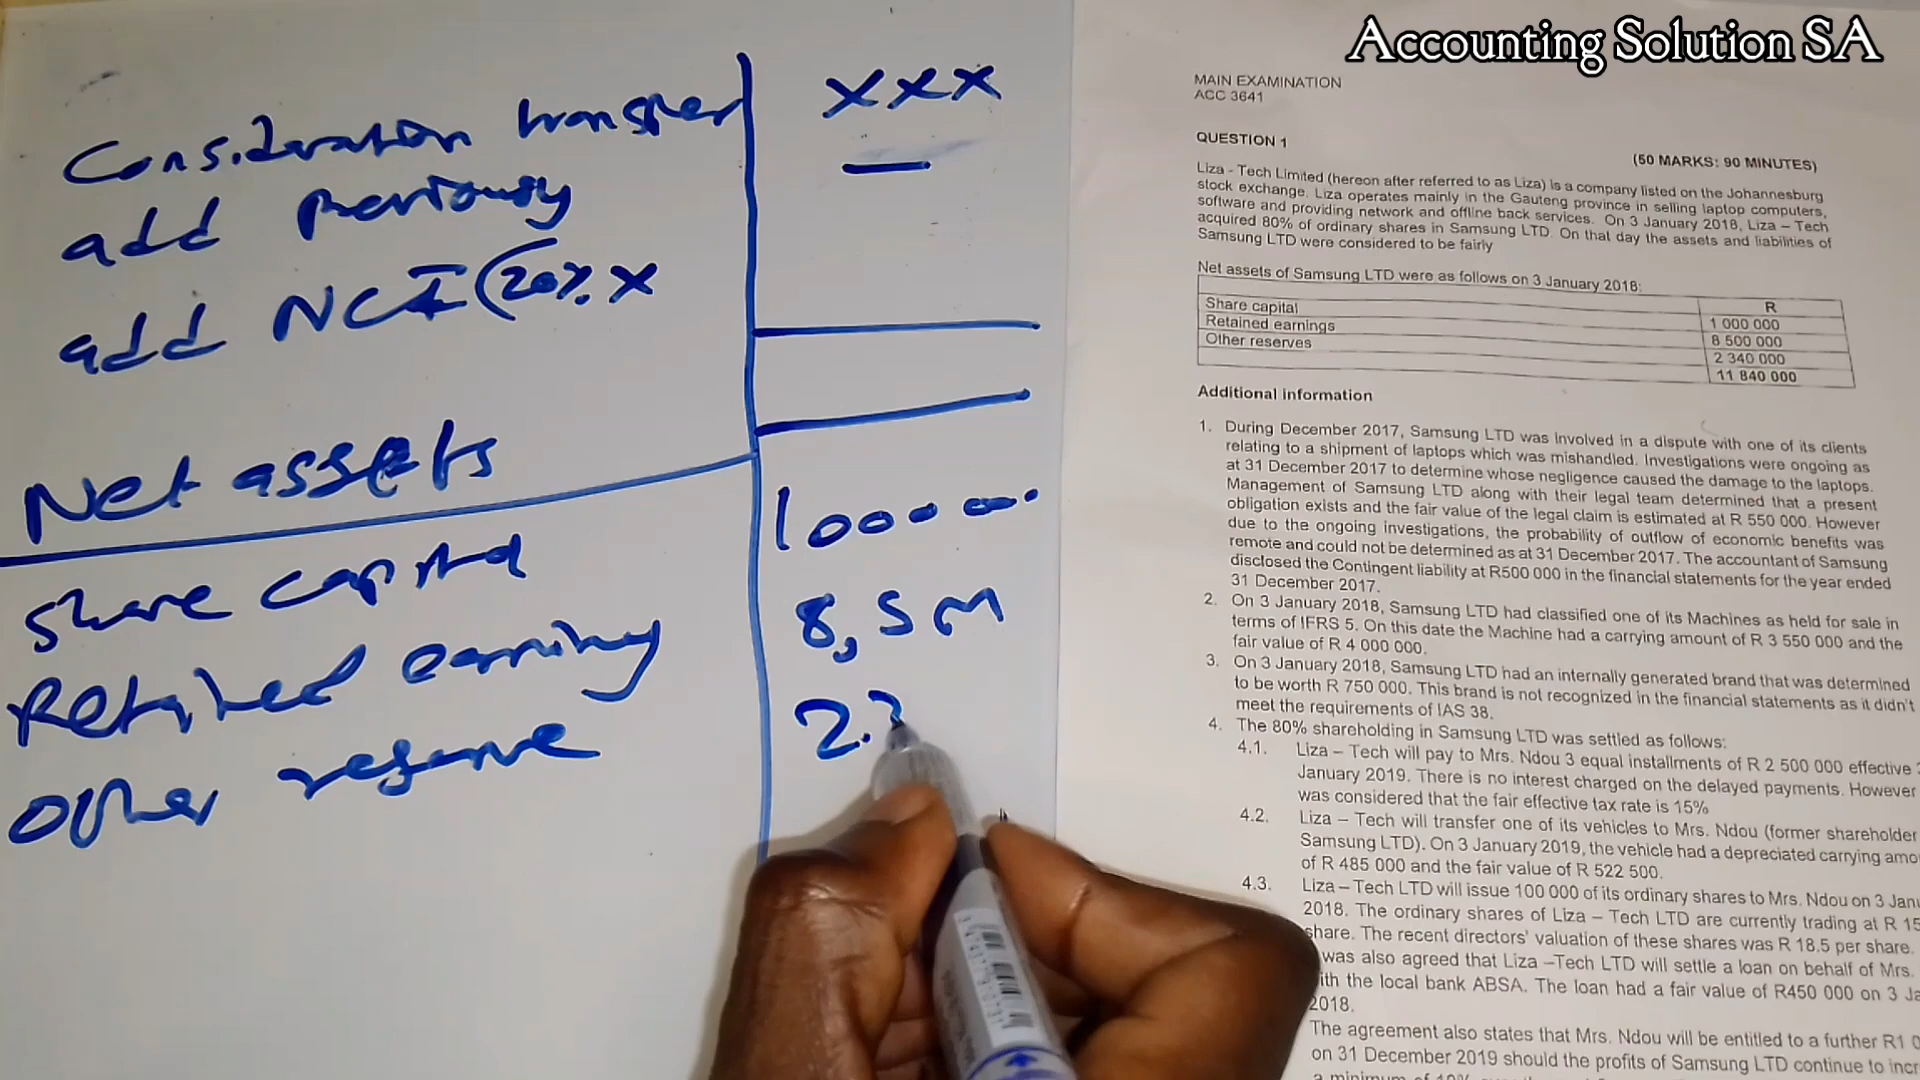 Accounting Solution SA
Consideration transfer
xxx
add previously
add NCI (20% x
Net assets
Share capital
8,5 M
Retained earning
Other reserve
MAIN EXAMINATION
ACC 3641
QUESTION 1
(50 MARKS: 90 MINUTES)
Liza - Tech Limited (hereon after referred to as Liza) is a company listed on the Johannesburg
stock exchange. Liza operates mainly in the Gauteng province in selling laptop computers,
software and providing network and offline back services. On 3 January 2018, Liza – Tech
acquired 80% of ordinary shares in Samsung LTD. On that day the assets and liabilities of
Samsung LTD were considered to be fairly
Net assets of Samsung LTD were as follows on 3 January 2018:
R
Share capital 1 000 000
Retained earnings 8 500 000
Other reserves 2 340 000
11 840 000
Additional information
1. During December 2017, Samsung LTD was involved in a dispute with one of its clients
relating to a shipment of laptops which was mishandled. Investigations were ongoing as
at 31 December 2017 to determine whose negligence caused the damage to the laptops.
Management of Samsung LTD along with their legal team determined that a present
obligation exists and the fair value of the legal claim is estimated at R 550 000. However
due to the ongoing investigations, the probability of outflow of economic benefits was
remote and could not be determined as at 31 December 2017. The accountant of Samsung
disclosed the Contingent liability at R500 000 in the financial statements for the year ended
31 December 2017.
2. On 3 January 2018, Samsung LTD had classified one of its Machines as held for sale in
terms of IFRS 5. On this date the Machine had a carrying amount of R 3 550 000 and the
fair value of R 4 000 000.
3. On 3 January 2018, Samsung LTD had an internally generated brand that was determined
to be worth R 750 000. This brand is not recognized in the financial statements as it didn't
meet the requirements of IAS 38.
4. The 80% shareholding in Samsung LTD was settled as follows:
4.1. Liza – Tech will pay to Mrs. Ndou 3 equal installments of R 2 500 000 effective
January 2019. There is no interest charged on the delayed payments. However
was considered that the fair effective tax rate is 15%
4.2. Liza – Tech will transfer one of its vehicles to Mrs. Ndou (former shareholder
Samsung LTD). On 3 January 2019, the vehicle had a depreciated carrying amo
of R 485 000 and the fair value of R 522 500.
4.3. Liza – Tech LTD will issue 100 000 of its ordinary shares to Mrs. Ndou on 3 Janu
2018. The ordinary shares of Liza – Tech LTD are currently trading at R 15
share. The recent directors' valuation of these shares was R 18,5 per share.
was also agreed that Liza –Tech LTD will settle a loan on behalf of Mrs.
ith the local bank ABSA. The loan had a fair value of R450 000 on 3 Ja
2018.
The agreement also states that Mrs. Ndou will be entitled to a further R1 0
on 31 December 2019 should the profits of Samsung LTD continue to incr